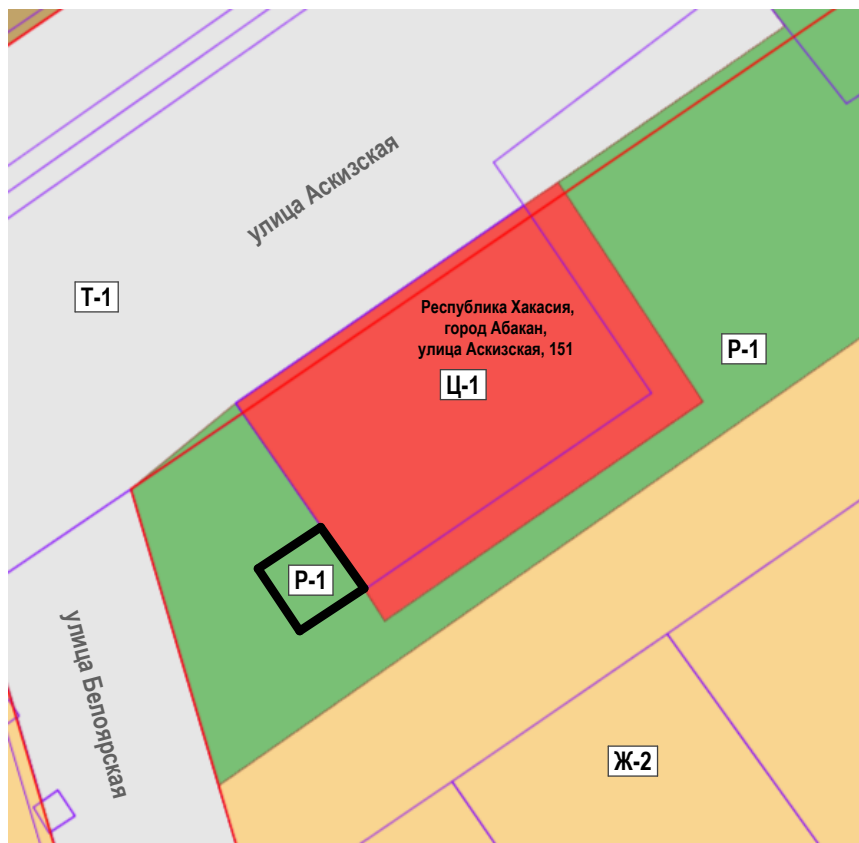 улица Аскизская
Т-1
Республика Хакасия,
город Абакан,
улица Аскизская, 151
Р-1
Ц-1
Р-1
улица Белоярская
Ж-2